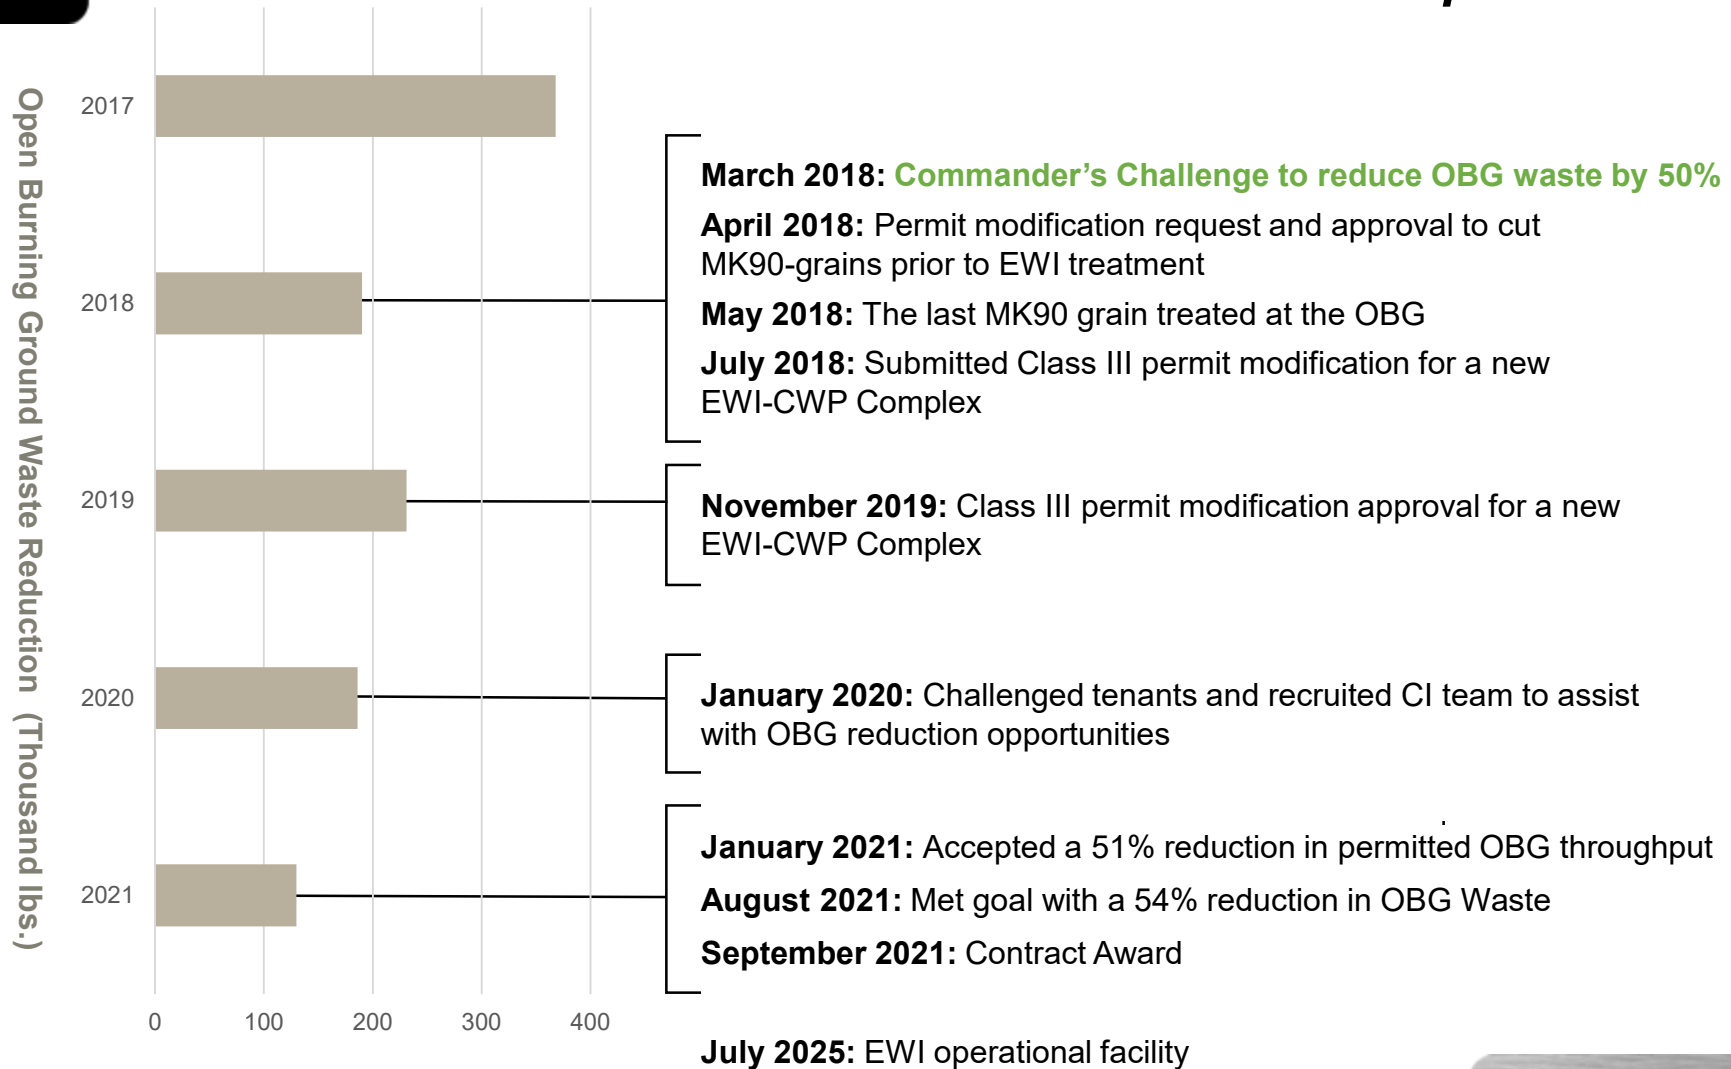 Open Burning Ground Waste Reduction (Thousand lbs.)
2017
2018
2019
2020
2021
0 100 200 300 400
March 2018: Commander’s Challenge to reduce OBG waste by 50%
April 2018: Permit modification request and approval to cut
MK90-grains prior to EWI treatment
May 2018: The last MK90 grain treated at the OBG
July 2018: Submitted Class III permit modification for a new
EWI-CWP Complex
November 2019: Class III permit modification approval for a new
EWI-CWP Complex
January 2020: Challenged tenants and recruited CI team to assist
with OBG reduction opportunities
January 2021: Accepted a 51% reduction in permitted OBG throughput
August 2021: Met goal with a 54% reduction in OBG Waste
September 2021: Contract Award
July 2025: EWI operational facility